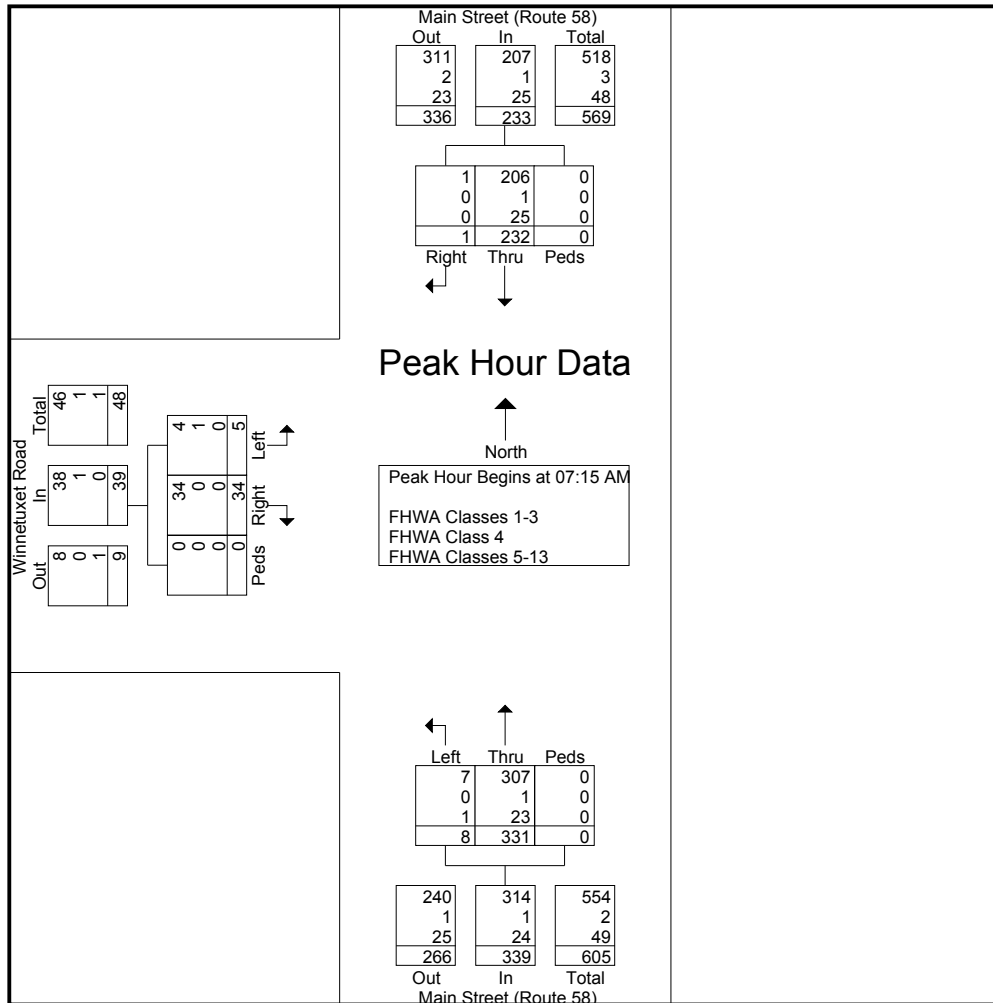 Main Street (Route 58)
Out In Total
311 207 518
2 1 3
23 25 48
336 233 569
1 206 0
0 1 0
0 25 0
1 232 0
Right Thru Peds
Peak Hour Data
North
Peak Hour Begins at 07:15 AM
FHWA Classes 1-3
FHWA Class 4
FHWA Classes 5-13
Winnetuxet Road
Out In Total
8 38 46
0 1 1
1 0 1
9 39 48
0 34 4
0 0 1
0 0 0
0 34 5
Peds Right Left
Left Thru Peds
7 307 0
0 1 0
1 23 0
8 331 0
240 314 554
1 1 2
25 24 49
266 339 605
Out In Total
Main Street (Route 58)